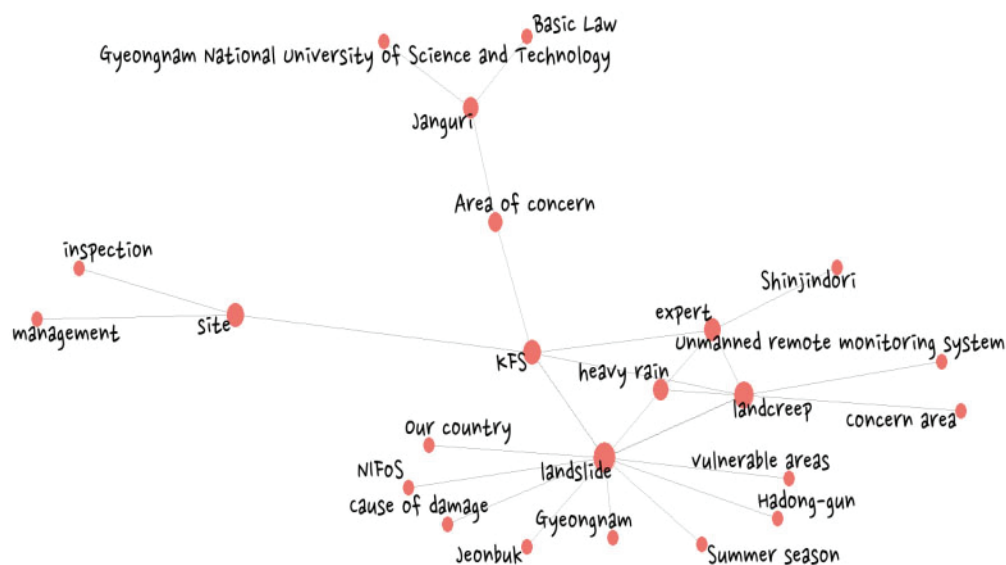 Basic Law
Gyeongnam National University of Science and Technology
Janguri
Area of concern
inspection
Shinjindori
expert
site
management
unmanned remote monitoring system
KFS
heavy rain
landcreep
concern area
Our country
vulnerable areas
NIFoS
landslide
Hadong-gun
cause of damage
Gyeongnam
Jeonbuk
Summer season